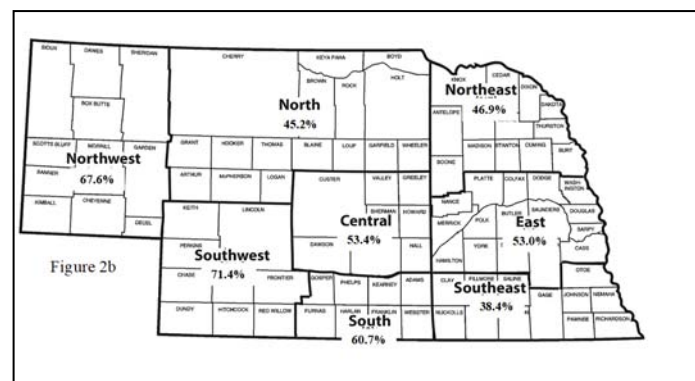 SIOUX DAWES SHERIDAN CHERRY KEYA PAHA BOYD
BROWN ROCK HOLT KNOX CEDAR DIXON
BOX BUTTE
North
45.2%
Northeast
46.9%
ANTELOPE DAKOTA
THURSTON
SCOTTS BLUFF MORRILL GARDEN GRANT HOOKER THOMAS BLAINE LOUP GARFIELD WHEELER
BOONE MADISON STANTON CUMING BURT
Northwest
67.6%
BANNER
KIMBALL CHEYENNE DEUEL
ARTHUR McPHERSON LOGAN CUSTER VALLEY GREELEY
NANCE PLATTE COLFAX DODGE WASH-
INGTON
KEITH LINCOLN SHERMAN HOWARD MERRICK POLK BUTLER SAUNDERS DOUGLAS
SARPY
Central
53.4%
East
53.0%
PERKINS DAWSON HALL HAMILTON YORK CASS
Figure 2b
Southwest
71.4%
CHASE FRONTIER GOSPER PHELPS KEARNEY ADAMS CLAY FILLMORE SALINE OTOE
Southeast
38.4%
DUNDY HITCHCOCK RED WILLOW FURNAS HARLAN FRANKLIN WEBSTER NUCKOLLS GAGE JOHNSON NEMAHA
PAWNEE RICHARDSON
South
60.7%